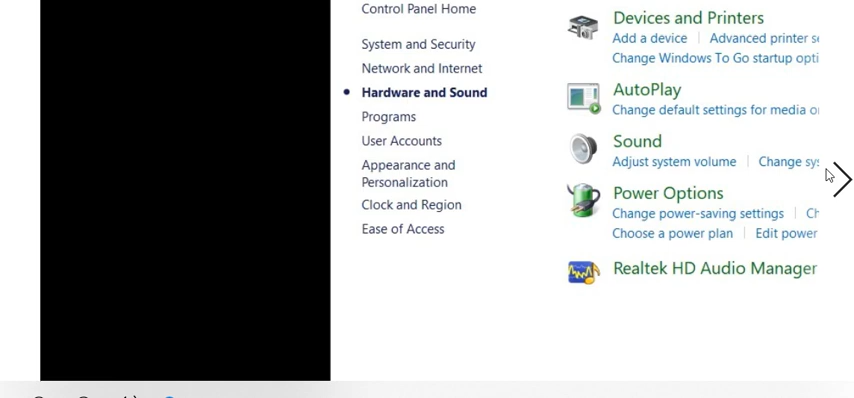 Control Panel Home
System and Security
Network and Internet
Hardware and Sound
Programs
User Accounts
Appearance and
Personalization
Clock and Region
Ease of Access
Devices and Printers
Add a device | Advanced printer
Change Windows To Go startup
AutoPlay
Change default settings for media
Sound
Adjust system volume | Change
Power Options
Change power-saving settings
Choose a power plan | Edit power
Realtek HD Audio Manager